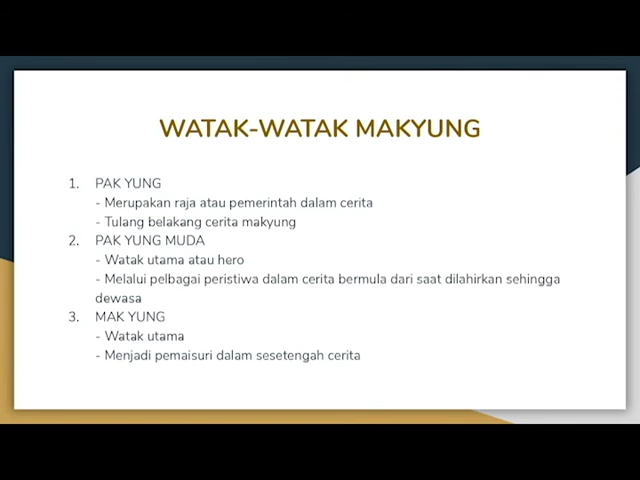 WATAK-WATAK MAKYUNG
1. PAK YUNG
- Merupakan raja atau pemerintah dalam cerita
- Tulang belakang cerita makyung
2. PAK YUNG MUDA
- Watak utama atau hero
- Melalui pelbagai peristiwa dalam cerita bermula dari saat dilahirkan sehingga
dewasa
3. MAK YUNG
- Watak utama
- Menjadi pemaisuri dalam sesetengah cerita